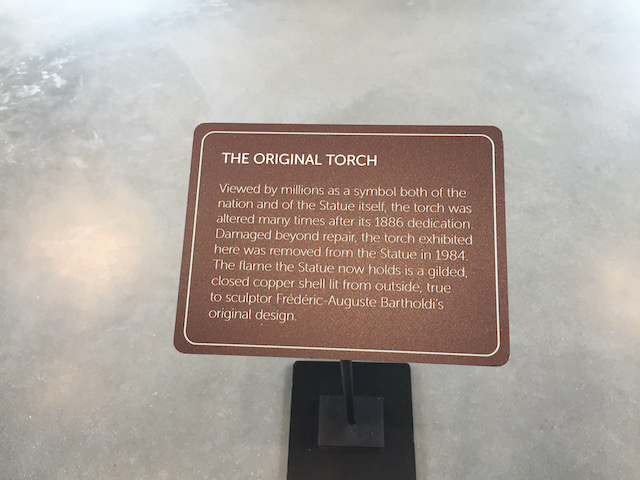 THE ORIGINAL TORCH
Viewed by millions as a symbol both of the
nation and of the Statue itself, the torch was
altered many times after its 1886 dedication.
Damaged beyond repair, the torch exhibited
here was removed from the Statue in 1984.
The flame the Statue now holds is a gilded,
closed copper shell lit from outside, true
to sculptor Frédéric-Auguste Bartholdi's
original design.